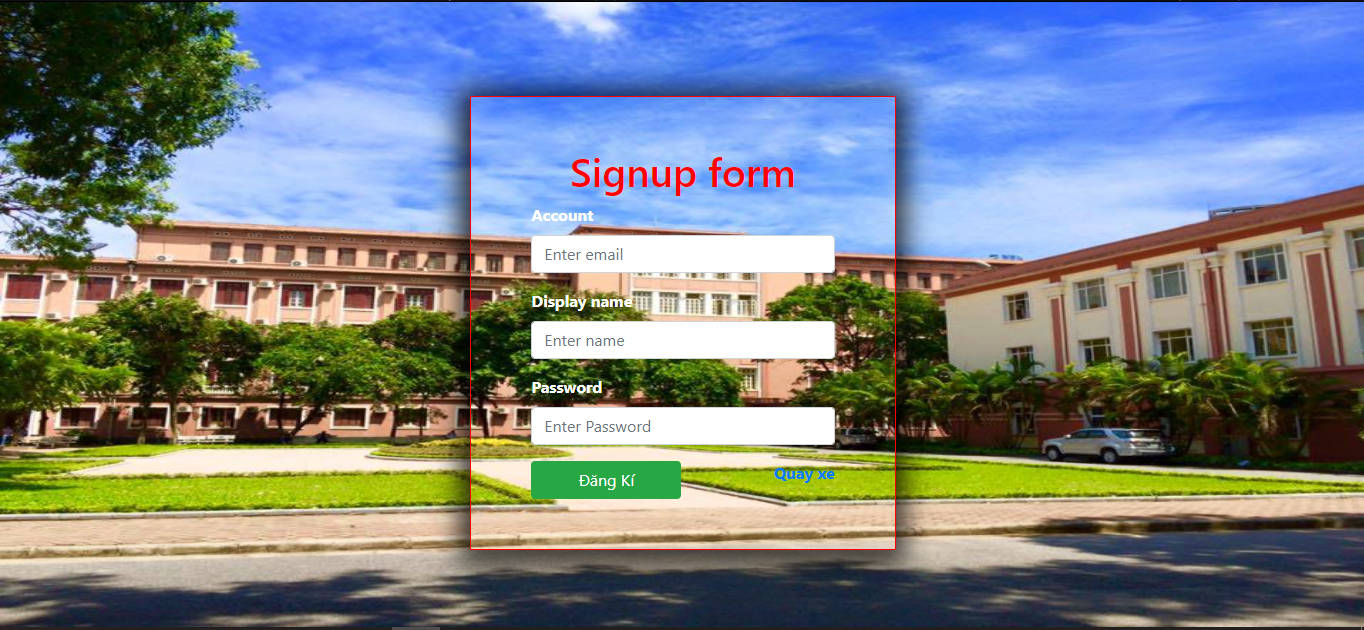 Signup form
Account
Enter email
Display name
Enter name
Password
Enter Password
Đăng Kí
Quay xe